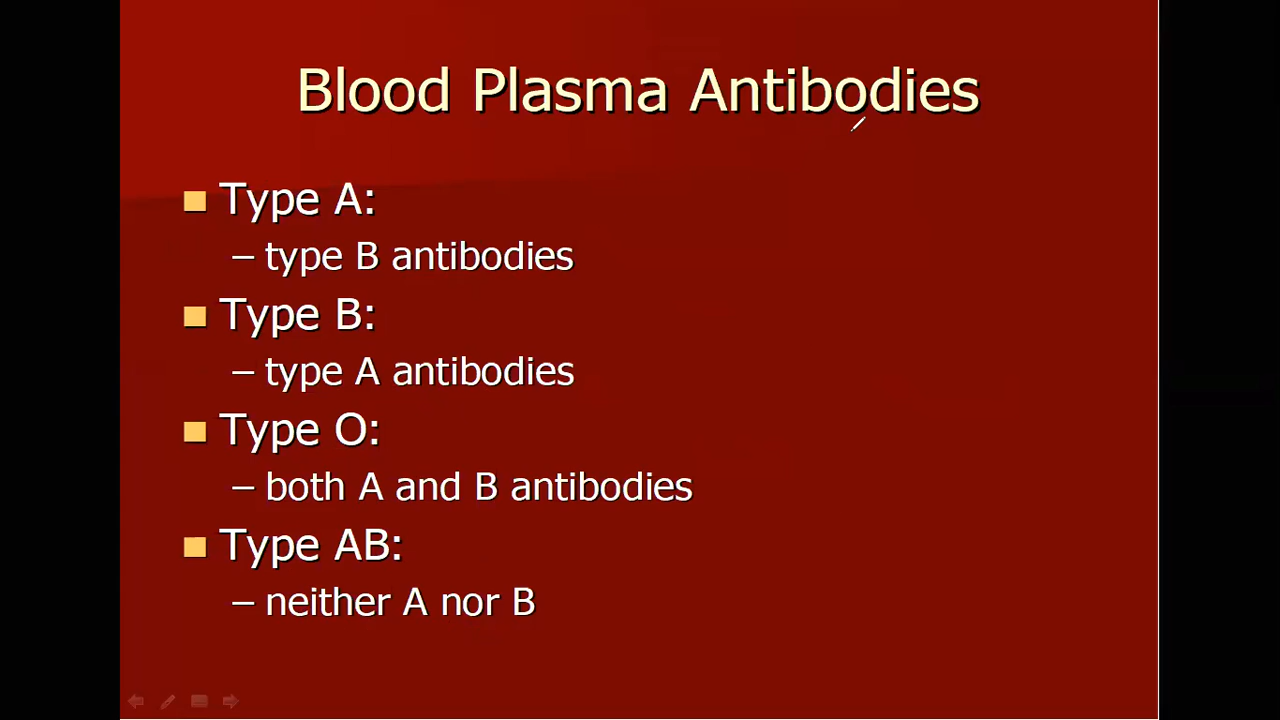 Blood Plasma Antibodies
Type A:
– type B antibodies
Type B:
– type A antibodies
Type O:
– both A and B antibodies
Type AB:
– neither A nor B